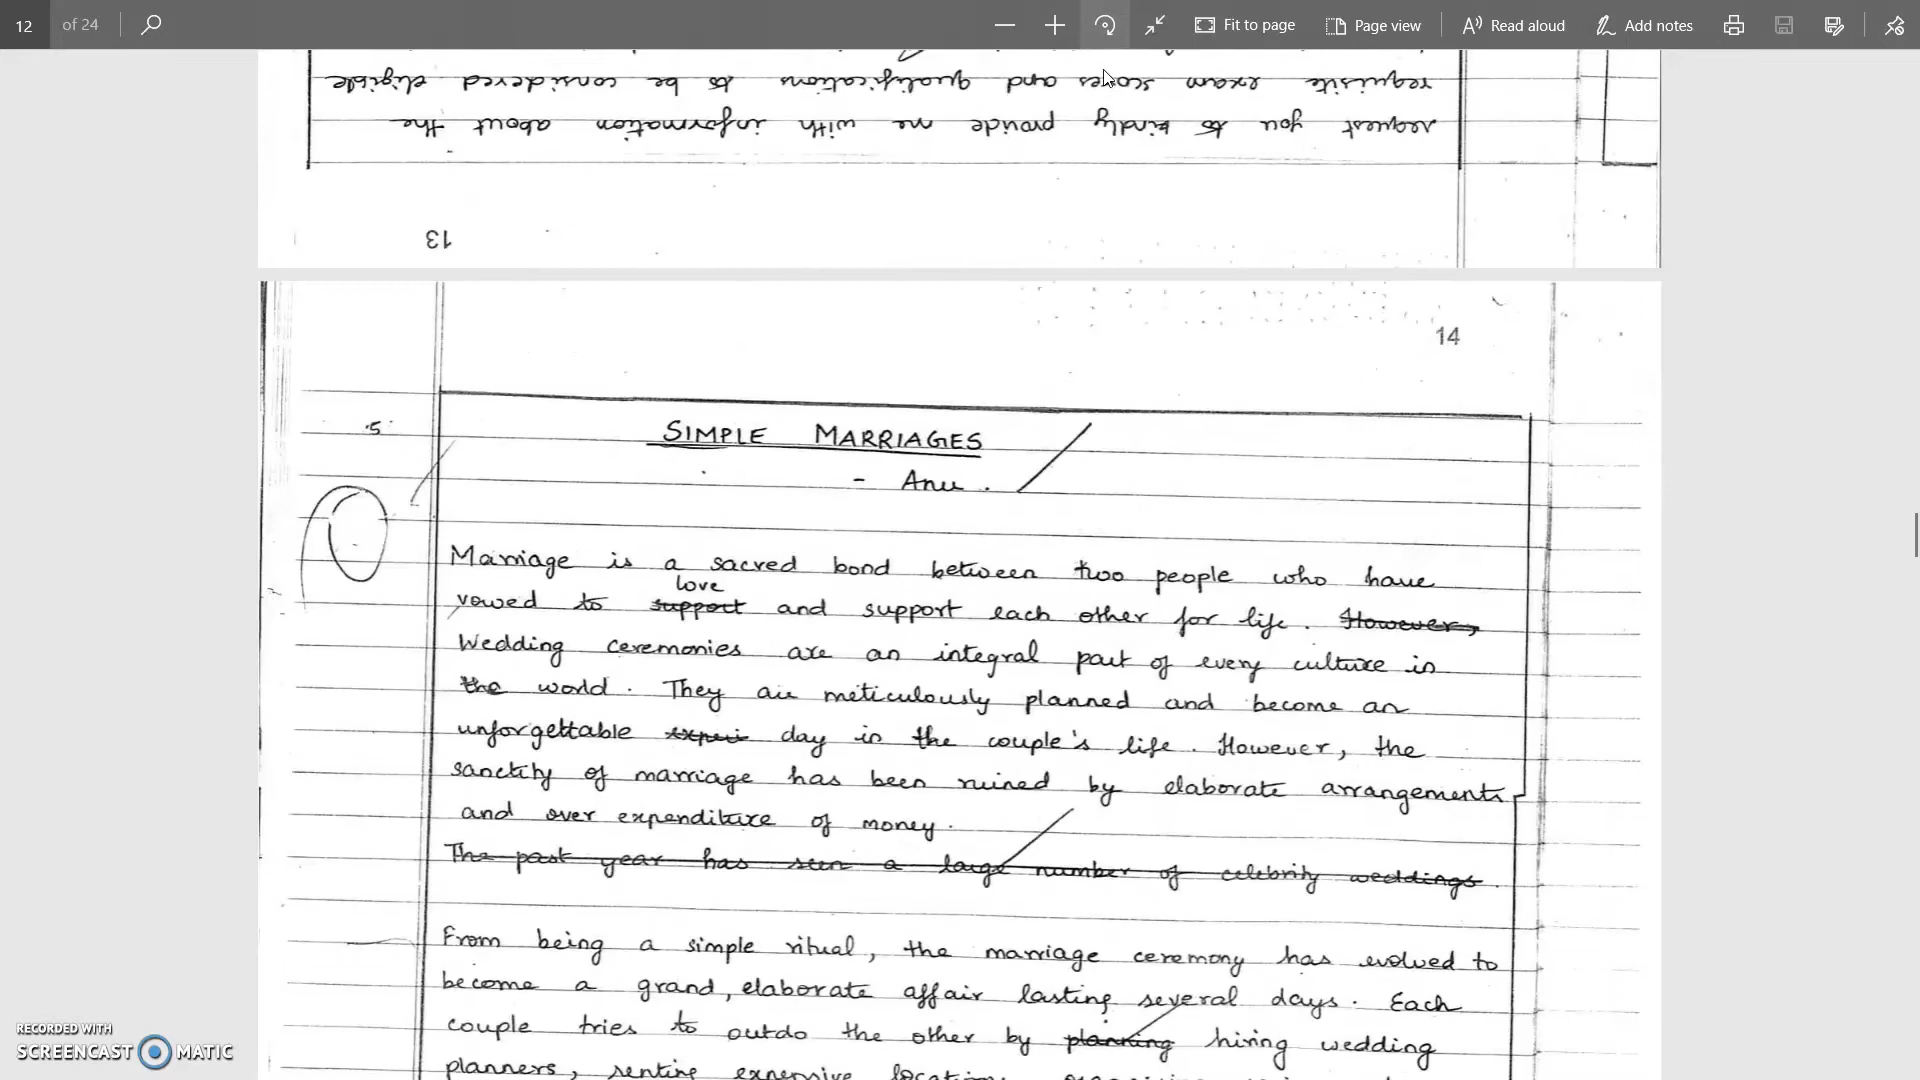 12 of 24 Fit to page Page view Read aloud Add notes
requisite exam scores and qualifications to be considered eligible
request you to kindly provide me with information about the
13
14
5.
SIMPLE MARRIAGES
- Anu.
Marriage is a sacred bond between two people who have
love
vowed to support and support each other for life. However,
Wedding ceremonies are an integral part of every culture in
the world. They are meticulously planned and become an
unforgettable experi day in the couple's life. However, the
sanctity of marriage has been ruined by elaborate arrangements
and over expenditure of money.
The past year has seen a large number of celebrity weddings.
From being a simple ritual, the marriage ceremony has evolved to
become a grand, elaborate affair lasting several days. Each
couple tries to outdo the other by planning hiring wedding
planners, renting expensive locations,
RECORDED WITH
SCREENCAST MATIC